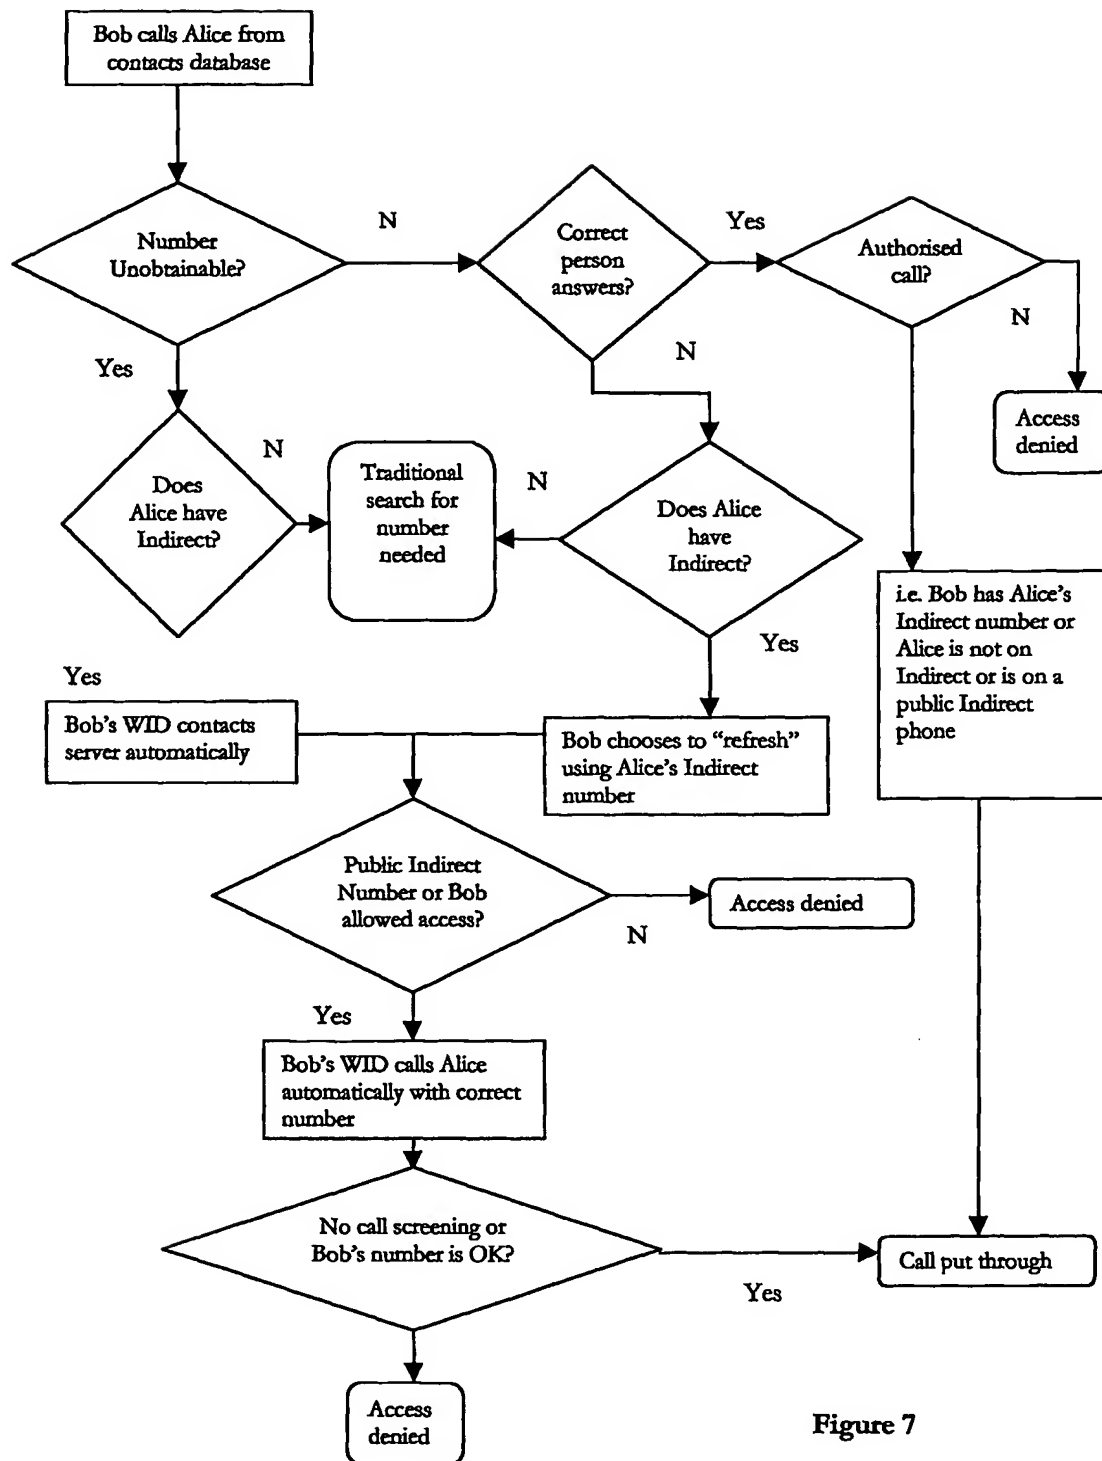 Bob calls Alice from
contacts database
N
Yes
Number
Unobtainable?
Correct
person
answers?
Authorised
call?
N
Yes
N
Access
denied
Does
Alice have
Indirect?
N
Traditional
search for
number
needed
N
Does Alice
have
Indirect?
i.e. Bob has Alice's
Indirect number or
Alice is not on
Indirect or is on a
public Indirect
phone
Yes
Yes
Bob's WID contacts
server automatically
Bob chooses to “refresh”
using Alice's Indirect
number
Public Indirect
Number or Bob
allowed access?
N
Access denied
Yes
Bob's WID calls Alice
automatically with correct
number
No call screening or
Bob's number is OK?
Yes
Call put through
Access
denied
Figure 7